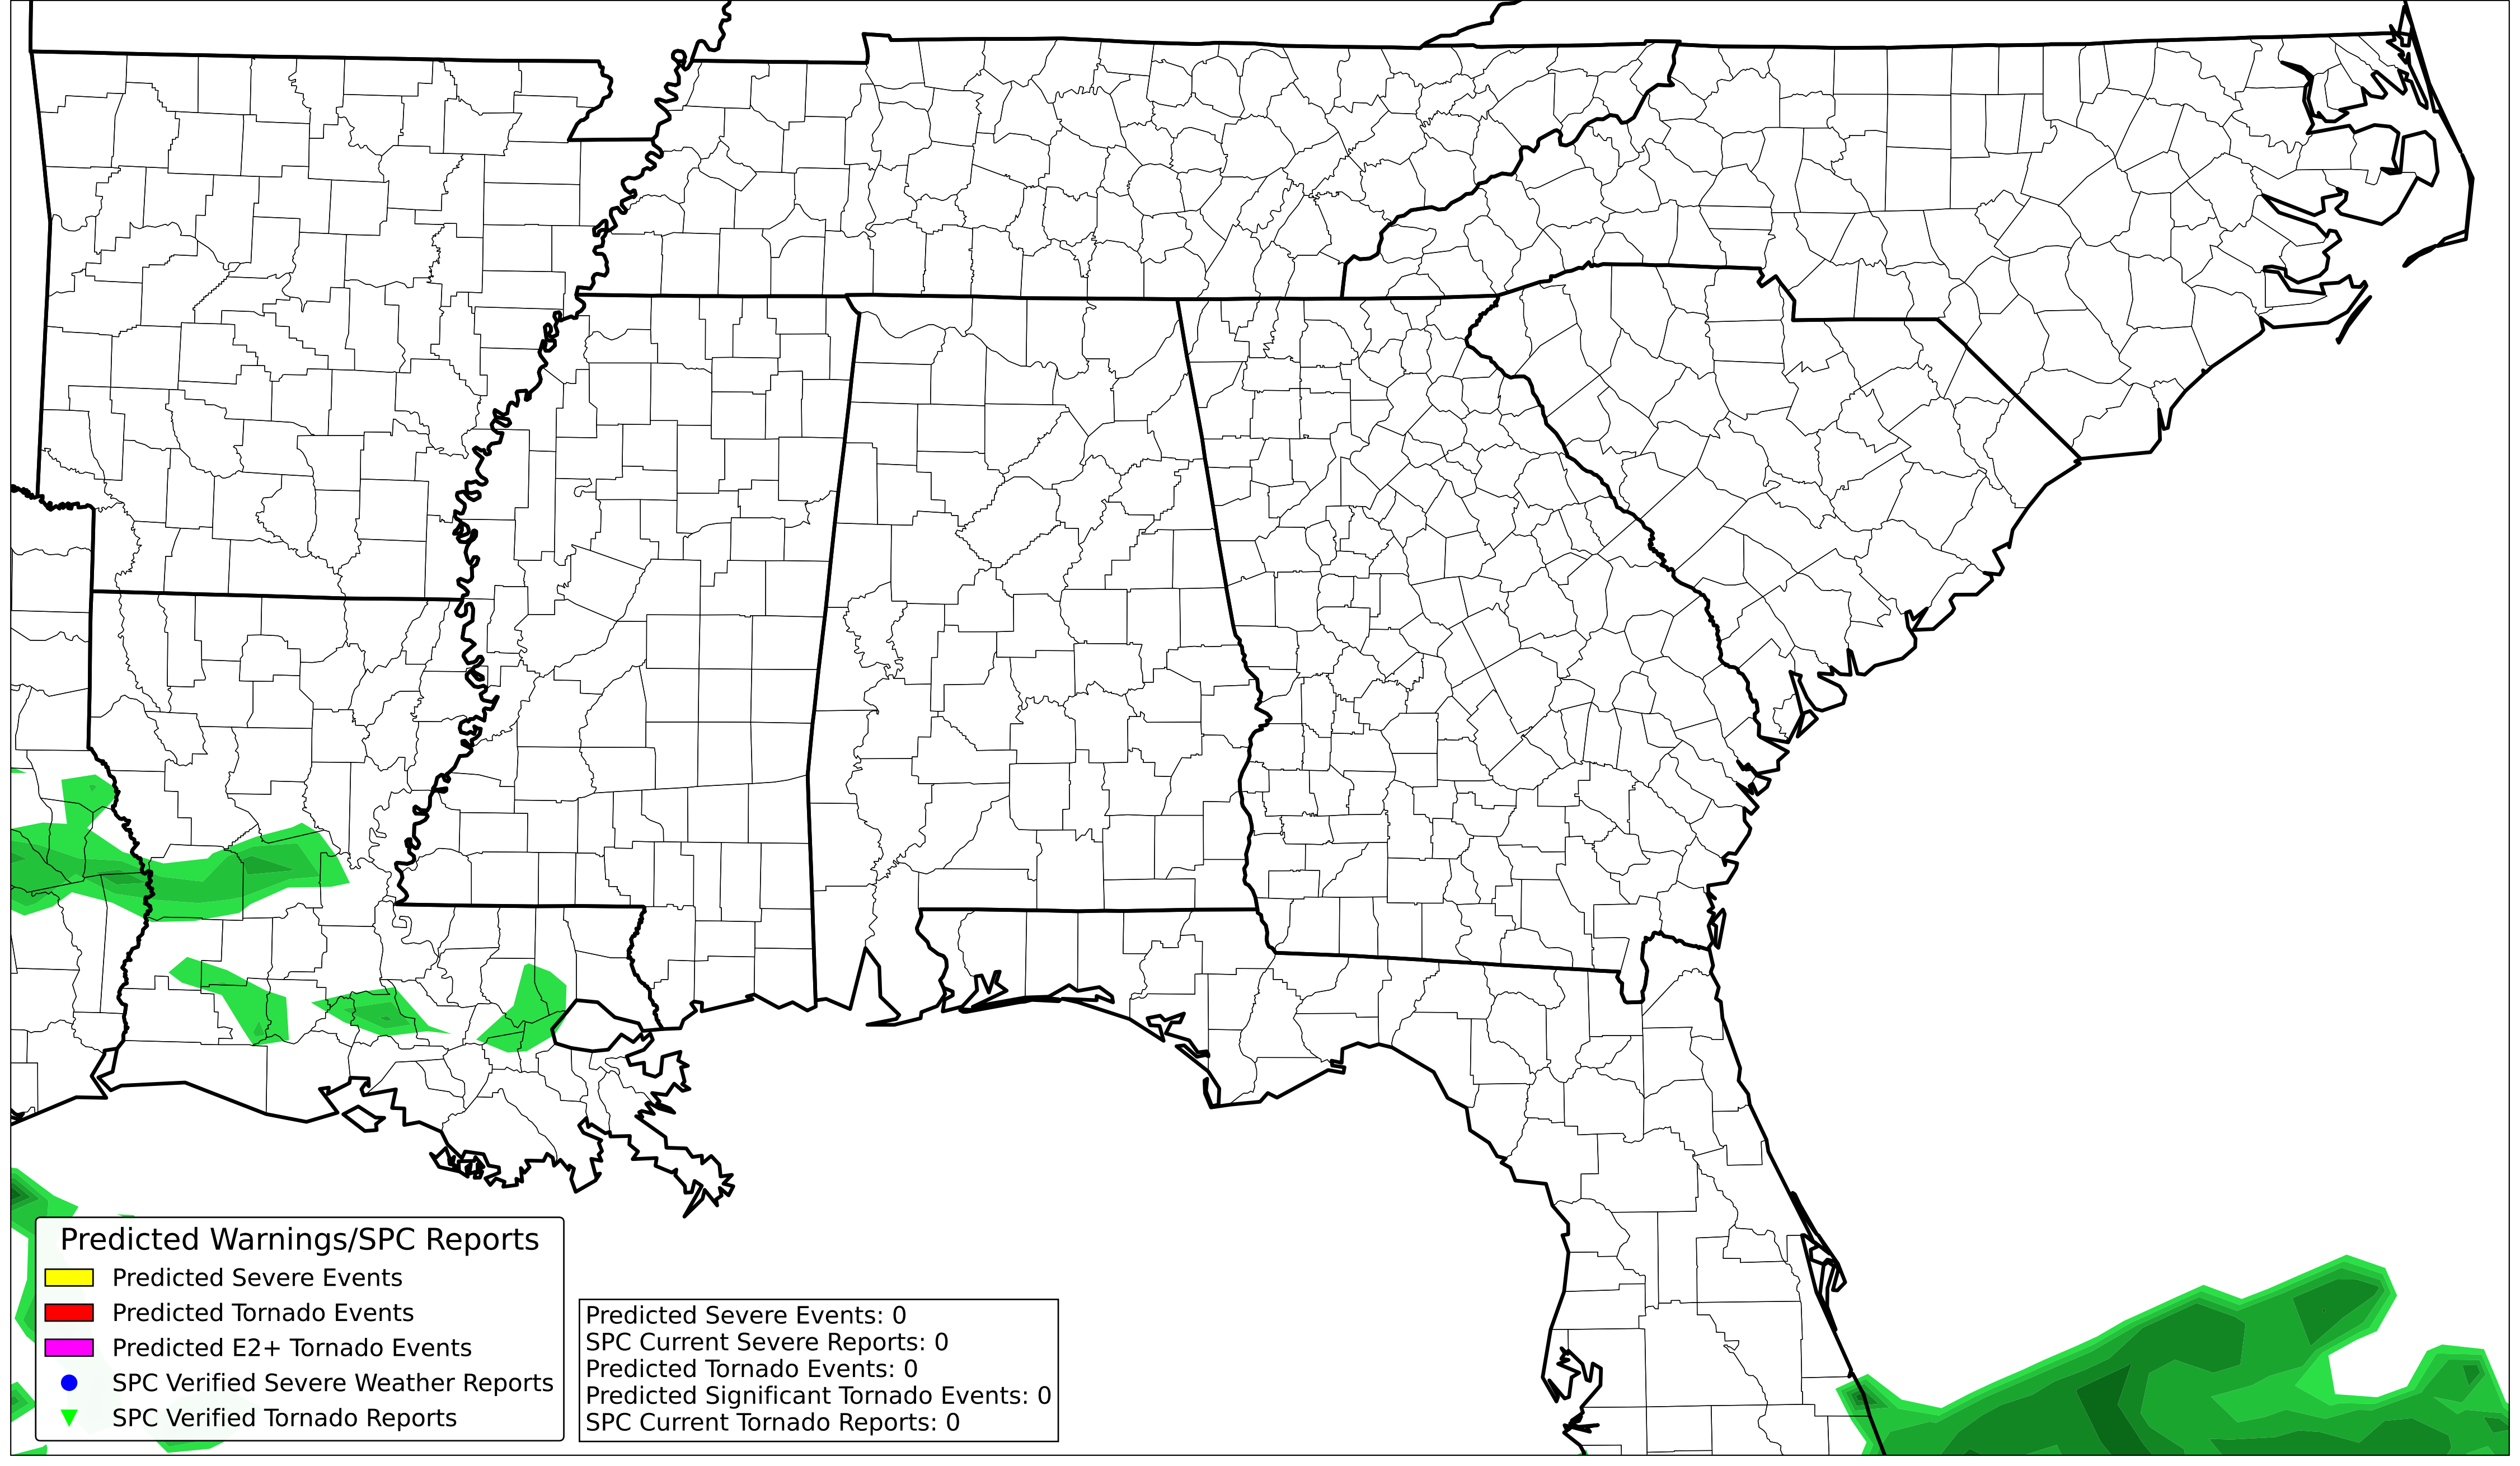 Predicted Warnings/SPC Reports
Predicted Severe Events
Predicted Tornado Events
Predicted E2+ Tornado Events
SPC Verified Severe Weather Reports
SPC Verified Tornado Reports
Predicted Severe Events: 0
SPC Current Severe Reports: 0
Predicted Tornado Events: 0
Predicted Significant Tornado Events: 0
SPC Current Tornado Reports: 0